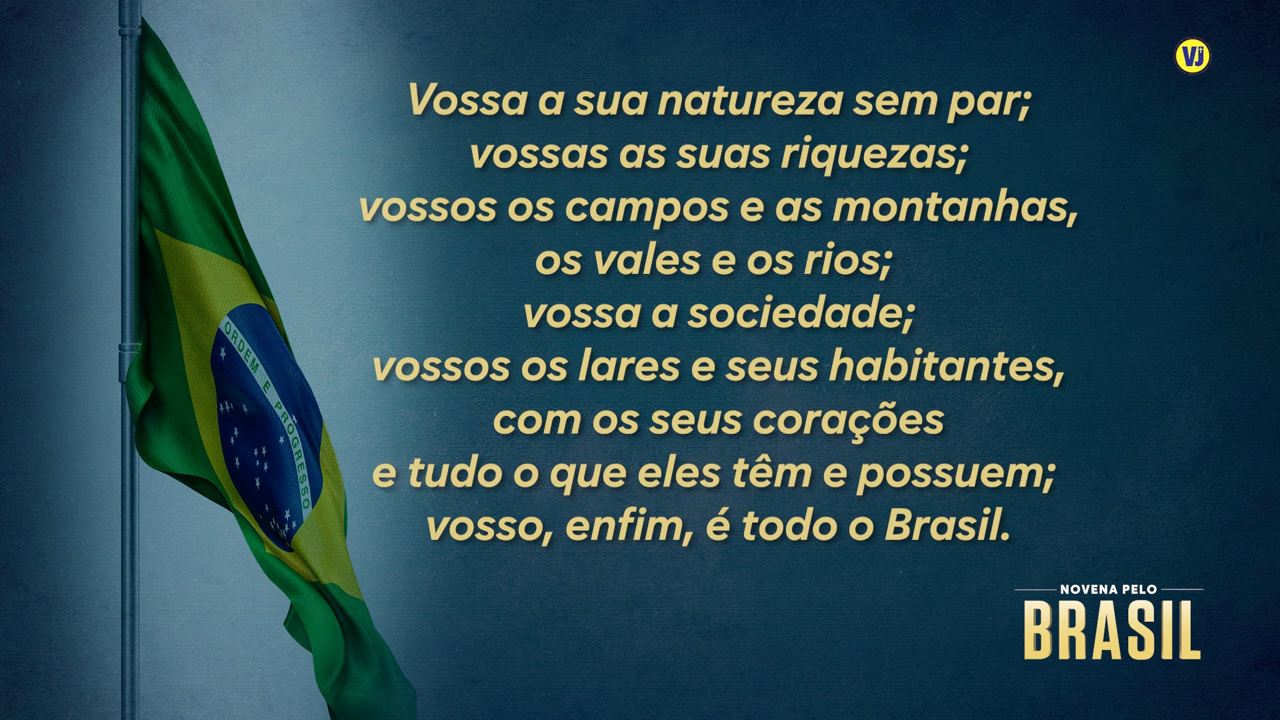 VJ
Vossa a sua natureza sem par;
vossas as suas riquezas;
vossos os campos e as montanhas,
os vales e os rios;
vossa a sociedade;
vossos os lares e seus habitantes,
com os seus corações
e tudo o que eles têm e possuem;
vosso, enfim, é todo o Brasil.
ORDEM E PROGRESSO
NOVENA PELO
BRASIL